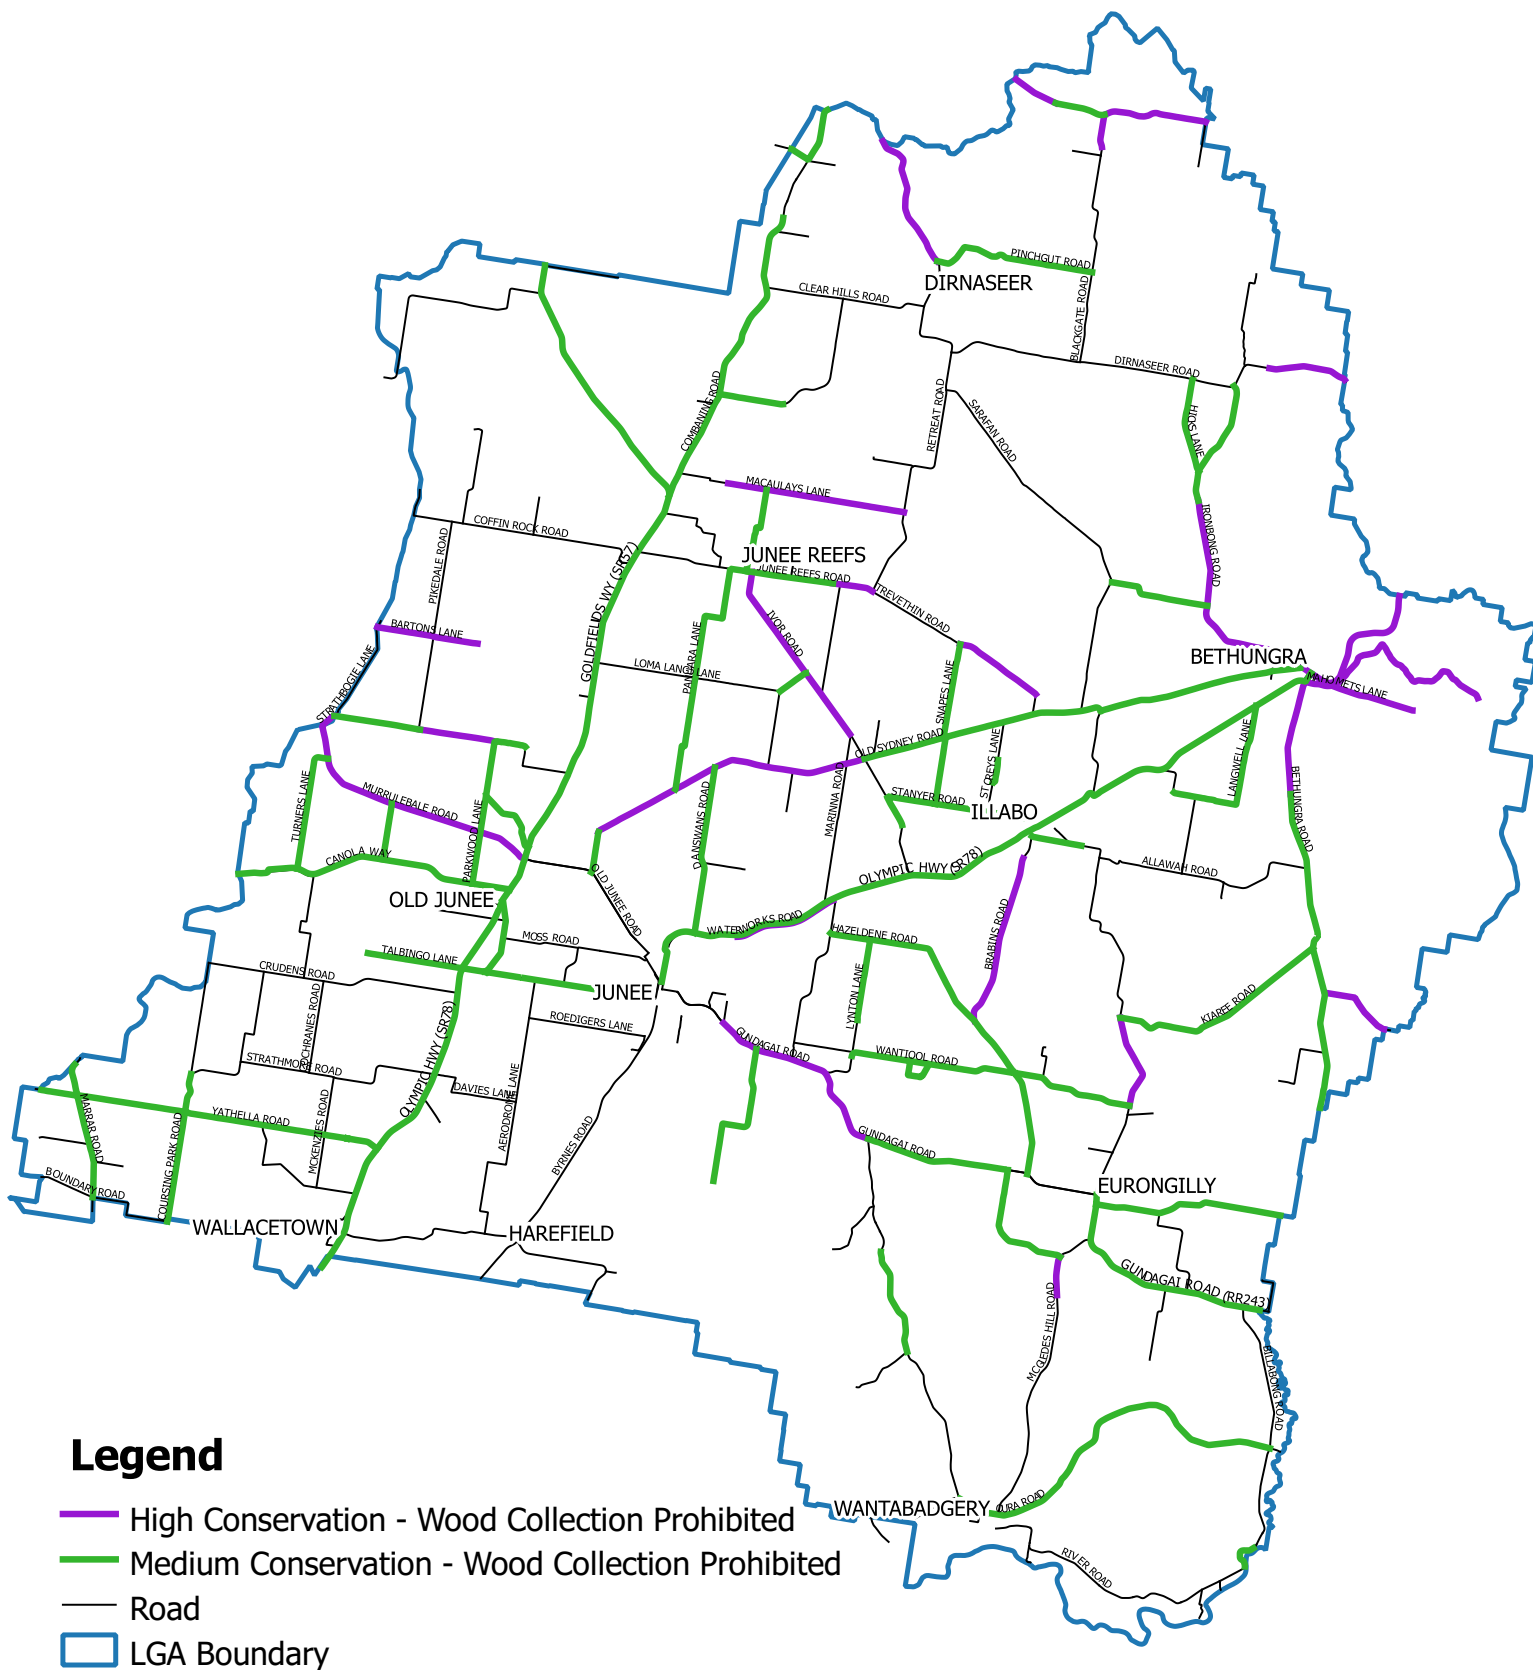 PINCHGUT ROAD
DIRNASEER
CLEAR HILLS ROAD
BLACKGATE ROAD
DIRNASEER ROAD
COMBANING ROAD
RETREAT ROAD
SARAFAN ROAD
LANE
MACAULAYS LANE
COFFIN ROCK ROAD
PIKEDALE ROAD
GOLDFIELDS WY (SR57)
JUNEE REEFS
JUNEE REEFS ROAD
IRONBONG ROAD
TREVETHIN ROAD
IVOR ROAD
BARTONS LANE
STRATHBOGIE LANE
LOMA LANGI LANE
LANE
BETHUNGRA
MAHOMETS LANE
SNAPES LANE
OLD SYDNEY ROAD
STOREYS LANE
LANGWELL LANE
BETHUNGRA ROAD
STANYER ROAD
ILLABO
MARINNA ROAD
DANSWANS ROAD
TURNERS LANE
MURRULEBALE ROAD
PARKWOOD LANE
CANOLA WAY
OLD JUNEE
OLD JUNEE ROAD
OLYMPIC HWY (SR78)
ALLAWAH ROAD
WATERWORKS ROAD
HAZELDENE ROAD
BRABINS ROAD
MOSS ROAD
TALBINGO LANE
CRUDENS ROAD
JUNEE
LYNTON LANE
KIAREE ROAD
COCHRANES ROAD
ROEDIGERS LANE
GUNDAGAI ROAD
WANTIOOL ROAD
STRATHMORE ROAD
OLYMPIC HWY (SR78)
DAVIES LANE
AERODROME LANE
MARRAR ROAD
YATHELLA ROAD
MCKENZIES ROAD
COURSING PARK ROAD
BYRNES ROAD
GUNDAGAI ROAD
BOUNDARY ROAD
EURONGILLY
WALLACETOWN
HAREFIELD
GUNDAGAI ROAD (RR243)
HILL ROAD
BILLABONG ROAD
WANTABADGERY
OURA ROAD
RIVER ROAD
Legend
High Conservation - Wood Collection Prohibited
Medium Conservation - Wood Collection Prohibited
Road
LGA Boundary